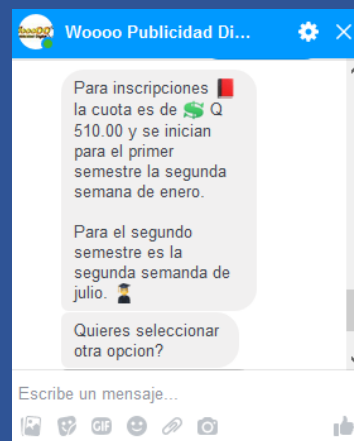 Woooo Publicidad Di...
Para inscripciones
la cuota es de Q
510.00 y se inician
para el primer
semestre la segunda
semana de enero.
Para el segundo
semestre es la
segunda semanda de
julio.
Quieres seleccionar
otra opcion?
Escribe un mensaje...
GIF